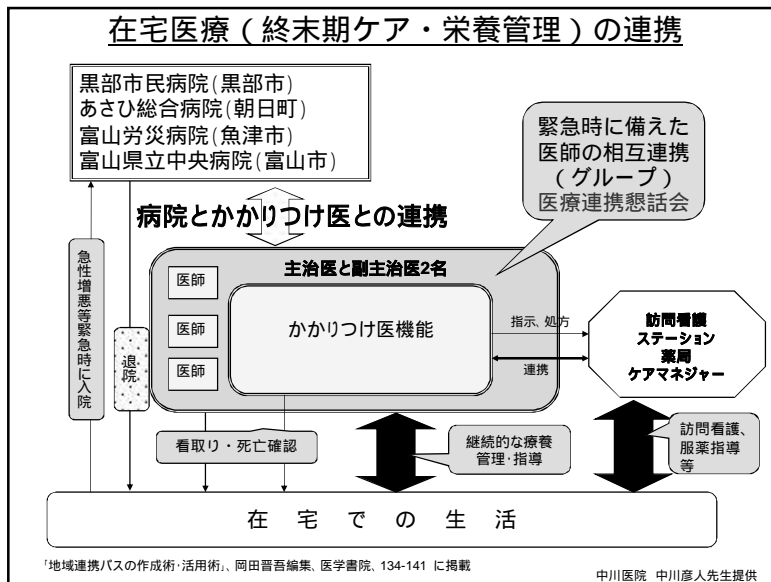 在宅医療(終末期ケア・栄養管理)の連携
黒部市民病院(黒部市)
あさひ総合病院(朝日町)
富山労災病院(魚津市)
富山県立中央病院(富山市)
緊急時に備えた
医師の相互連携
(グループ)
医療連携懇話会
病院とかかりつけ医との連携
主治医と副主治医2名
医師
医師
医師
かかりつけ医機能
指示、処方
連携
訪問看護
ステーション
薬局
ケアマネジャー
急性増悪等緊急時に入院
退院
看取り・死亡確認
継続的な療養
管理・指導
訪問看護、
服薬指導
等
在宅での生活
「地域連携パスの作成術・活用術」、岡田晋吾編集、医学書院、134-141 に掲載
中川医院 中川彦人先生提供